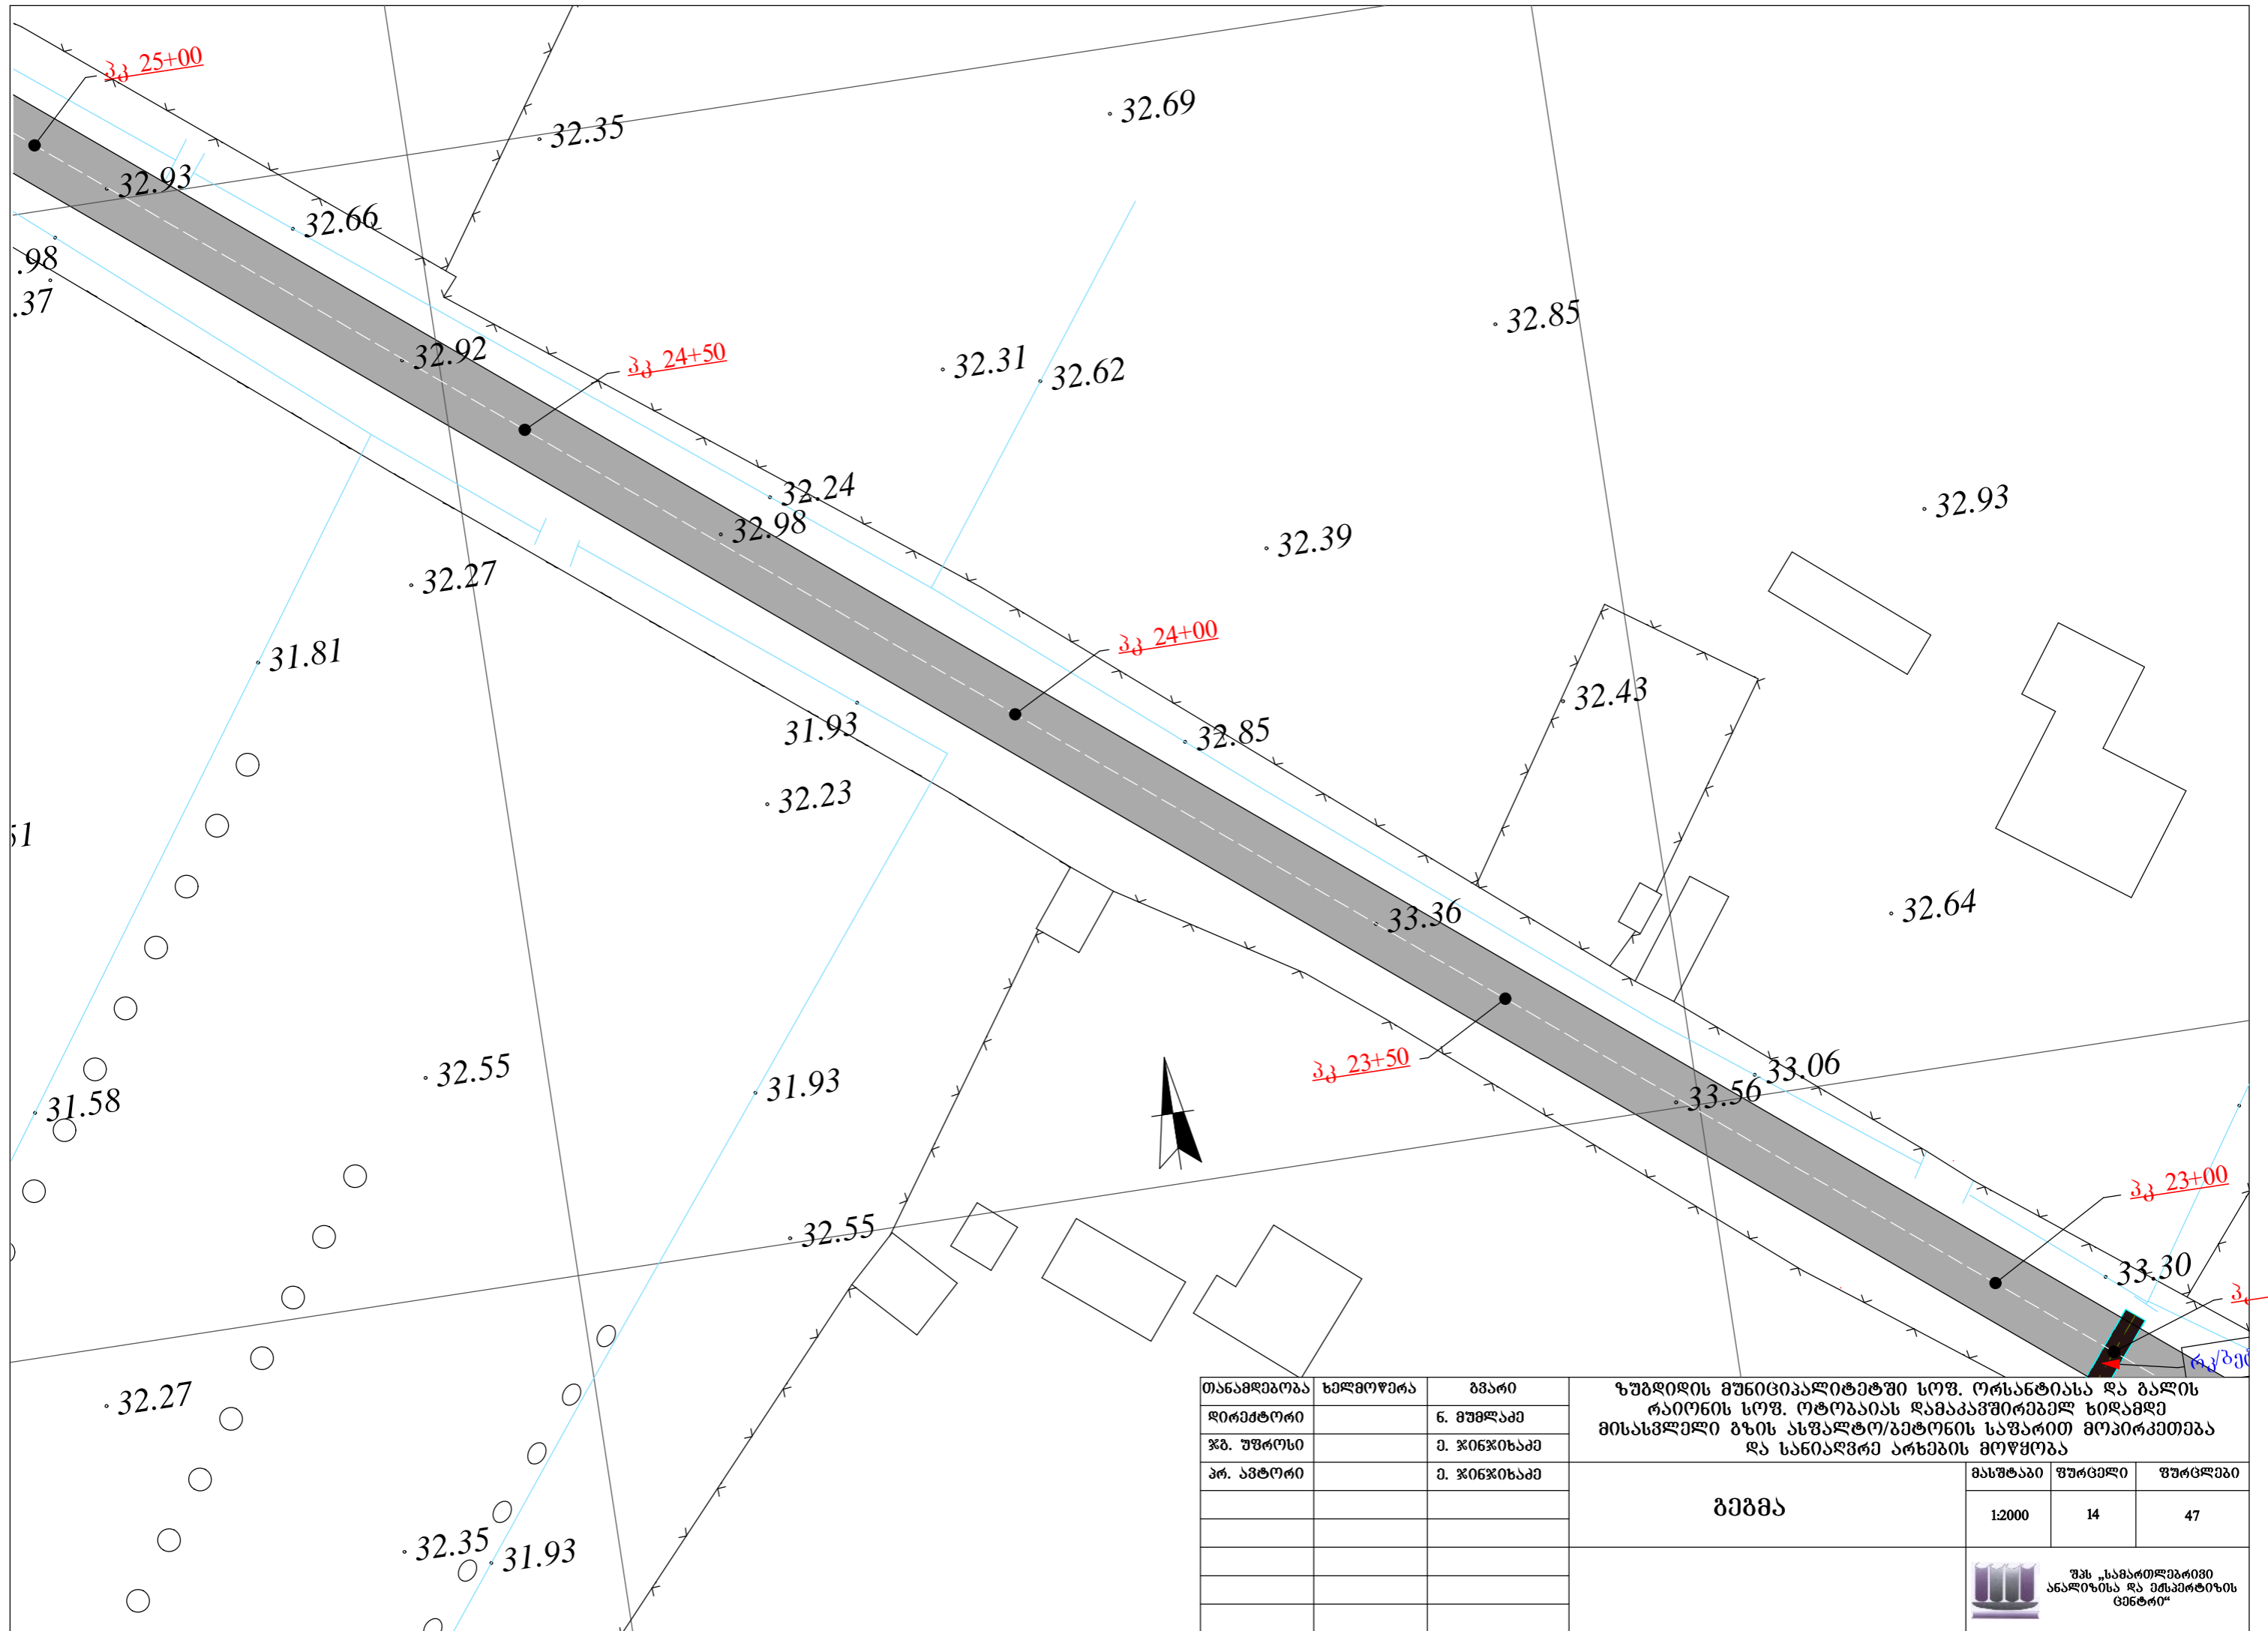 პკ 25+00
32.69
32.35
32.93
32.66
.98
.37
32.85
32.92
პკ 24+50
32.31
32.62
32.24
32.98
32.93
32.39
32.27
31.81
პკ 24+00
32.43
31.93
32.85
32.23
32.64
33.36
32.55
31.93
პკ 23+50
33.06
33.56
31.58
პკ 23+00
32.55
33.30
32.27
32.35
31.93
თანამდებობა ხელმოწერა გვარი
დირექტორი ნ. მუმლაძე
ჯგ. უფროსი ე. ჯინჯიხაძე
პრ. ავტორი ე. ჯინჯიხაძე
ზუგდიდის მუნიციპალიტეტში სოფ. ორსანტიასა და გალის
რაიონის სოფ. ოტობაიას დამაკავშირებელ ხიდამდე
მისასვლელი გზის ასფალტო/ბეტონის საფარით მოპირკეთება
და სანიაღვრე არხების მოწყობა
გეგმა
მასშტაბი ფურცელი ფურცლები
1:2000 14 47
შპს „სამართლებრივი
ანალიზისა და ექსპერტიზის
ცენტრი“